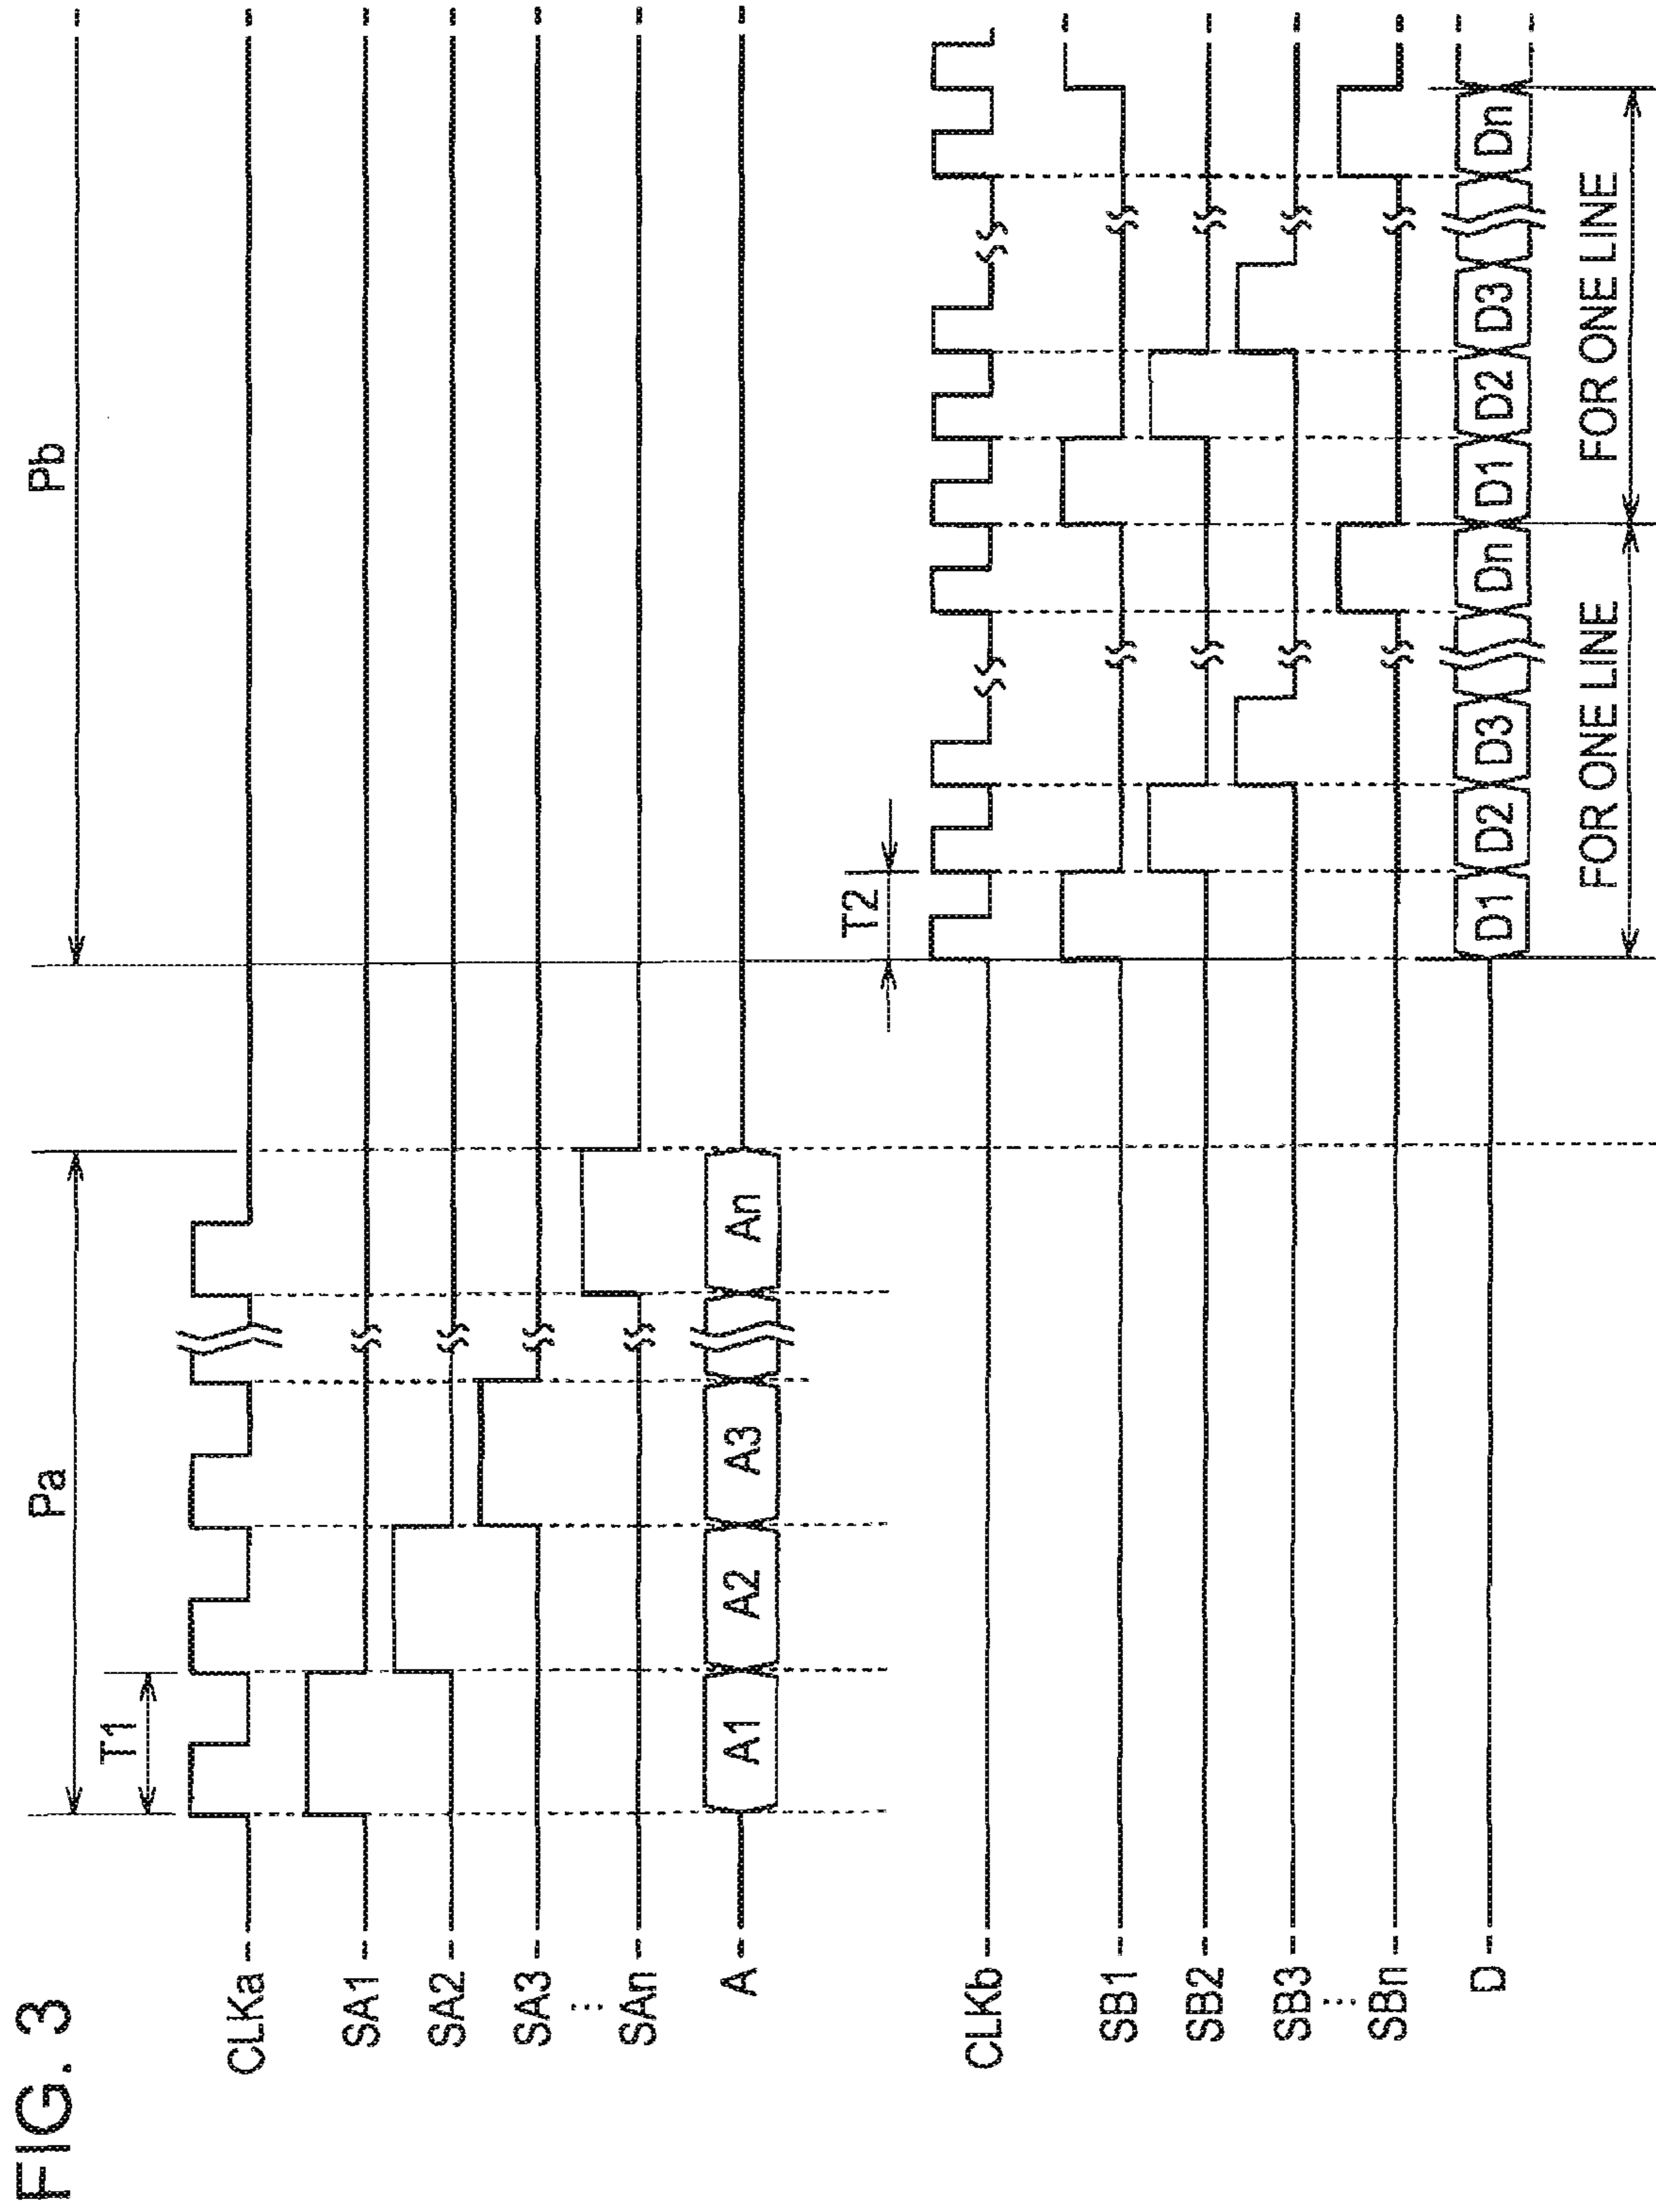 FIG. 3
Pa
Pb
T1
CLKa
SA1
SA2
SA3
⋮
SAn
A
A1
A2
A3
An
T2
CLKb
SB1
SB2
SB3
⋮
SBn
D
D1
D2
D3
Dn
D1
D2
D3
Dn
FOR ONE LINE
FOR ONE LINE